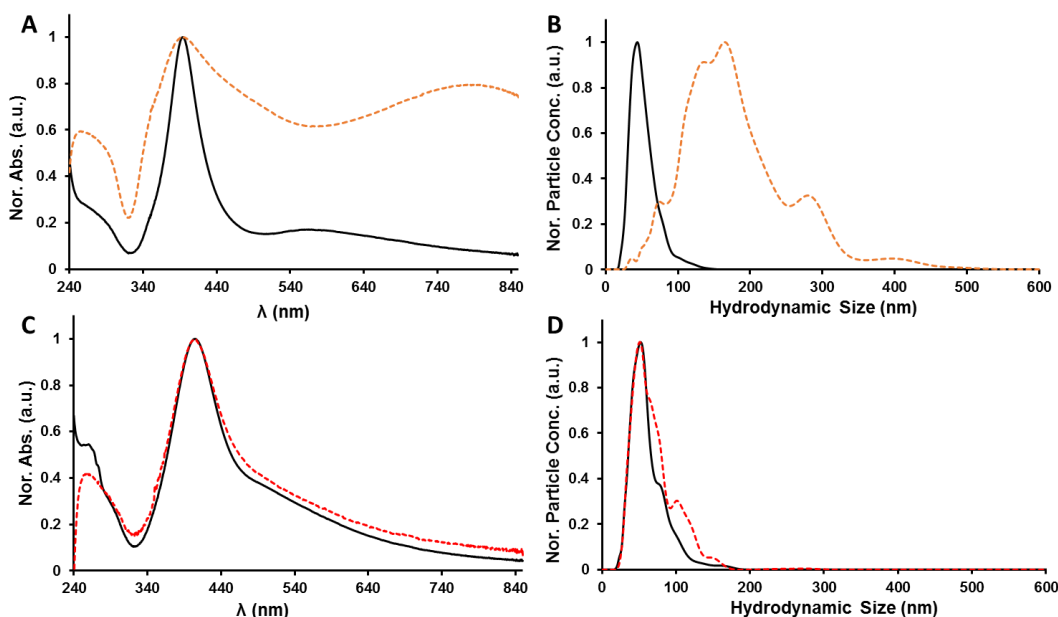 A
Nor. Abs. (a.u.)
1
0.8
0.6
0.4
0.2
0
240 340 440 540 640 740 840
λ (nm)
B
Nor. Particle Conc. (a.u.)
1
0.8
0.6
0.4
0.2
0
0 100 200 300 400 500 600
Hydrodynamic Size (nm)
C
Nor. Abs. (a.u.)
1
0.8
0.6
0.4
0.2
0
240 340 440 540 640 740 840
λ (nm)
D
Nor. Particle Conc. (a.u.)
1
0.8
0.6
0.4
0.2
0
0 100 200 300 400 500 600
Hydrodynamic Size (nm)